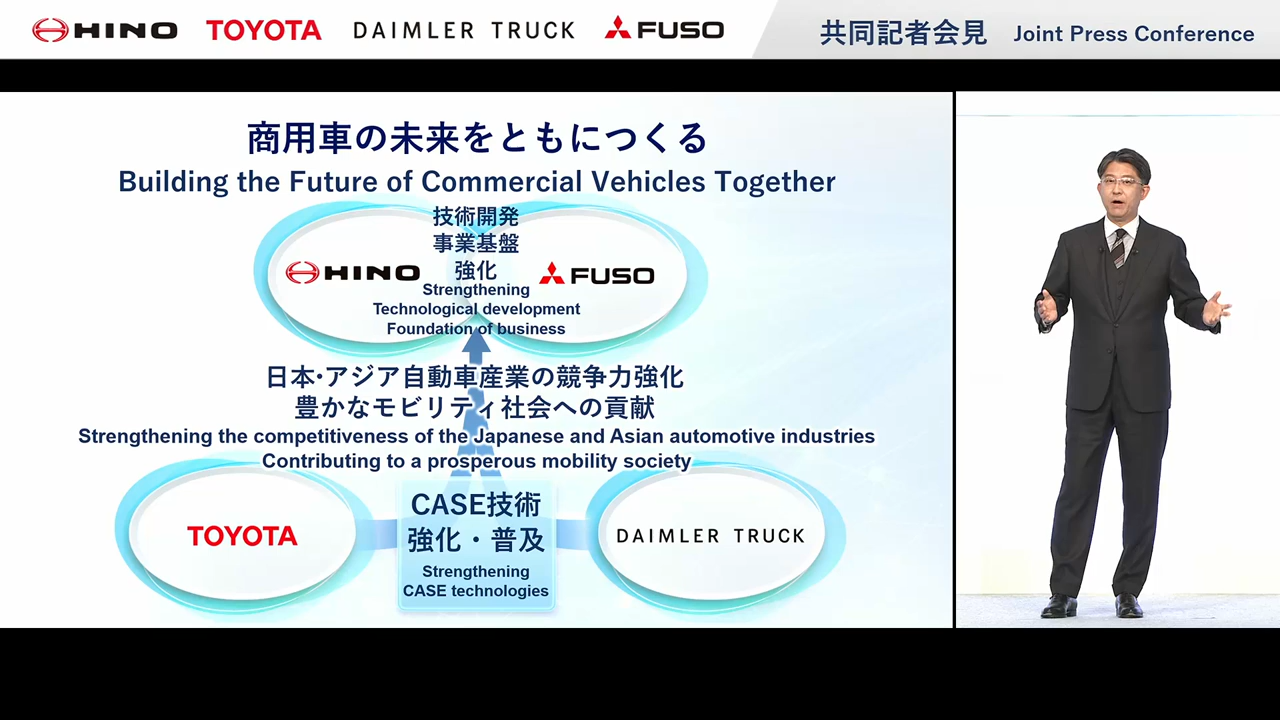 HINO TOYOTA DAIMLER TRUCK FUSO 共同記者会見 Joint Press Conference
商用車の未来をともにつくる
Building the Future of Commercial Vehicles Together
技術開発
事業基盤
強化
HINO FUSO
Strengthening
Technological development
Foundation of business
日本・アジア自動車産業の競争力強化
豊かなモビリティ社会への貢献
Strengthening the competitiveness of the Japanese and Asian automotive industries
Contributing to a prosperous mobility society
CASE技術
強化・普及
TOYOTA DAIMLER TRUCK
Strengthening
CASE technologies